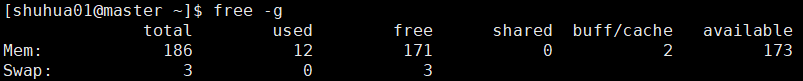 [shuhua01@master ~]$ free -g
              total        used        free      shared  buff/cache   available
Mem:            186          12         171           0           2         173
Swap:             3           0           3